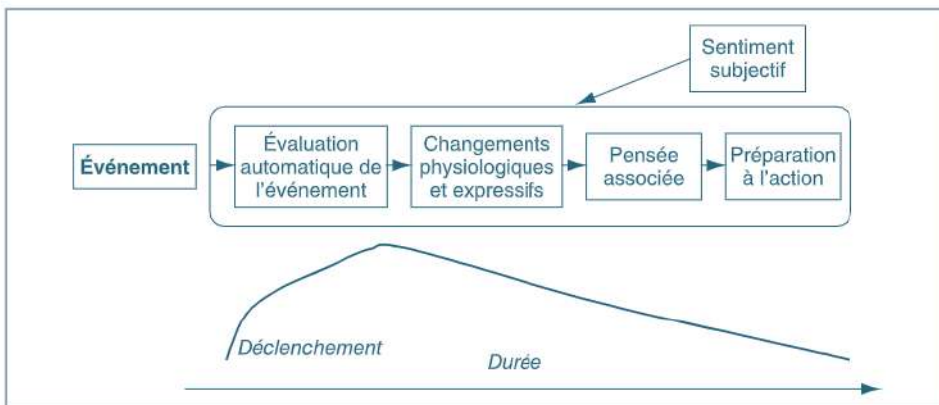 Sentiment
subjectif
Événement
Évaluation
automatique de
l'événement
Changements
physiologiques
et expressifs
Pensée
associée
Préparation
à l'action
Déclenchement
Durée